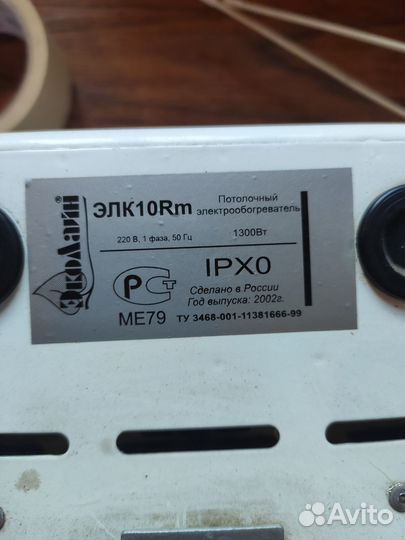 ЭкоЛайн®
ЭЛК10Rm
Потолочный
электрообогреватель
220 В, 1 фаза, 50 Гц
1300Вт
РСТ
IPX0
Сделано в России
Год выпуска: 2002г.
МЕ79
ТУ 3468-001-11381666-99
Avito